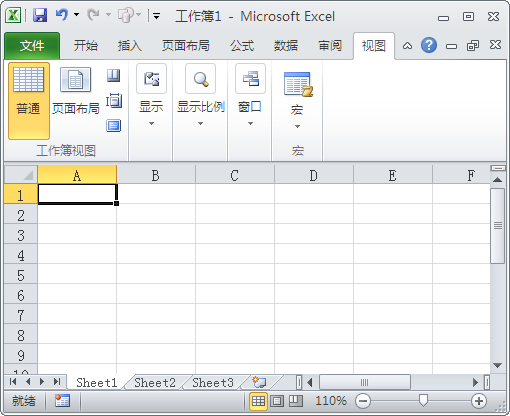 工作簿1 - Microsoft Excel
文件 开始 插入 页面布局 公式 数据 审阅 视图
普通 页面布局 显示 显示比例 窗口 宏
工作簿视图 宏
A B C D E F
1
2
3
4
5
6
7
8
9
10
Sheet1 Sheet2 Sheet3
就绪 110%